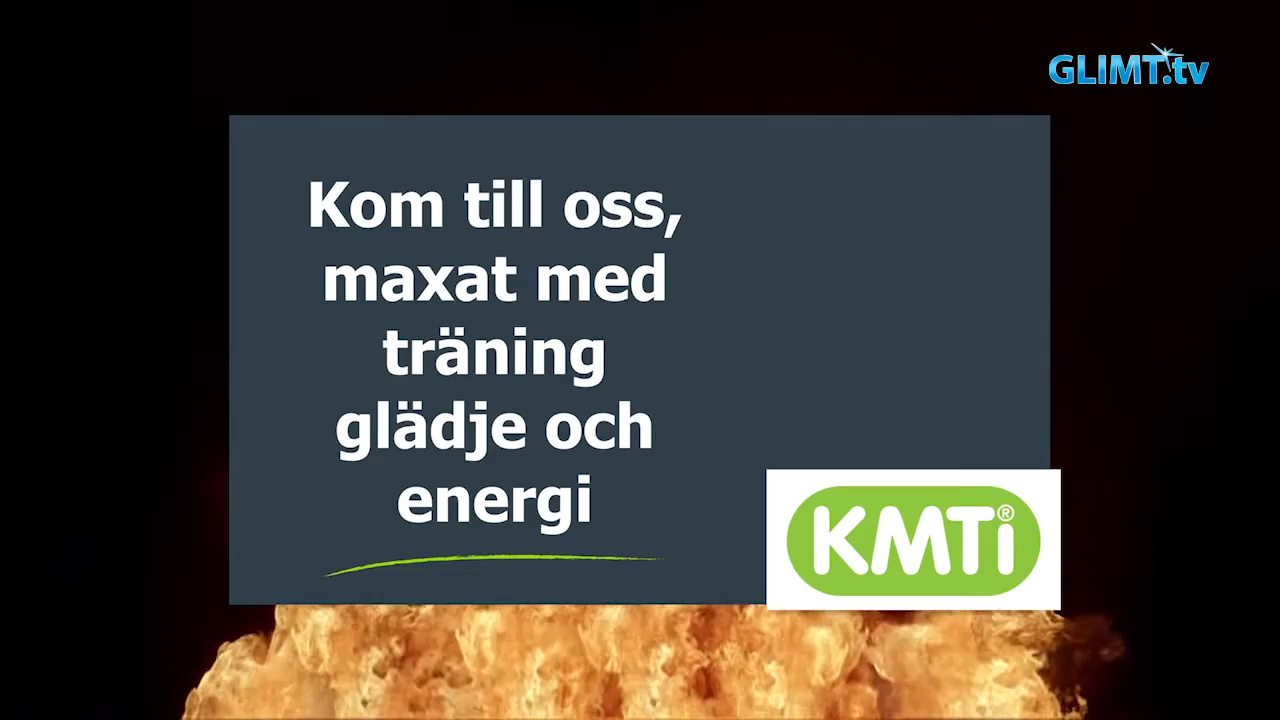 GLIMT.tv
Kom till oss,
maxat med
träning
glädje och
energi
KMTi®